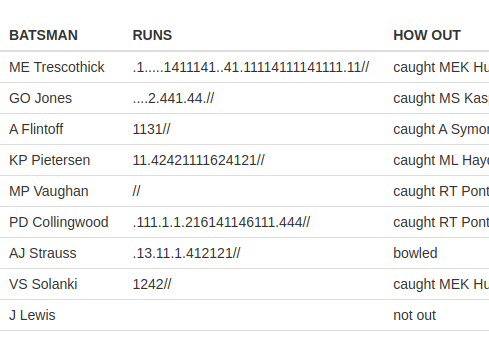 BATSMAN RUNS HOW OUT
ME Trescothick .1.....1411141..41.11114111141111.11// caught MEK Hu
GO Jones ....2.441.44.// caught MS Kas
A Flintoff 1131// caught A Symor
KP Pietersen 11.42421111624121// caught ML Hayd
MP Vaughan // caught RT Pont
PD Collingwood .111.1.1.216141146111.444// caught RT Pont
AJ Strauss .13.11.1.412121// bowled
VS Solanki 1242// caught MEK Hu
J Lewis not out